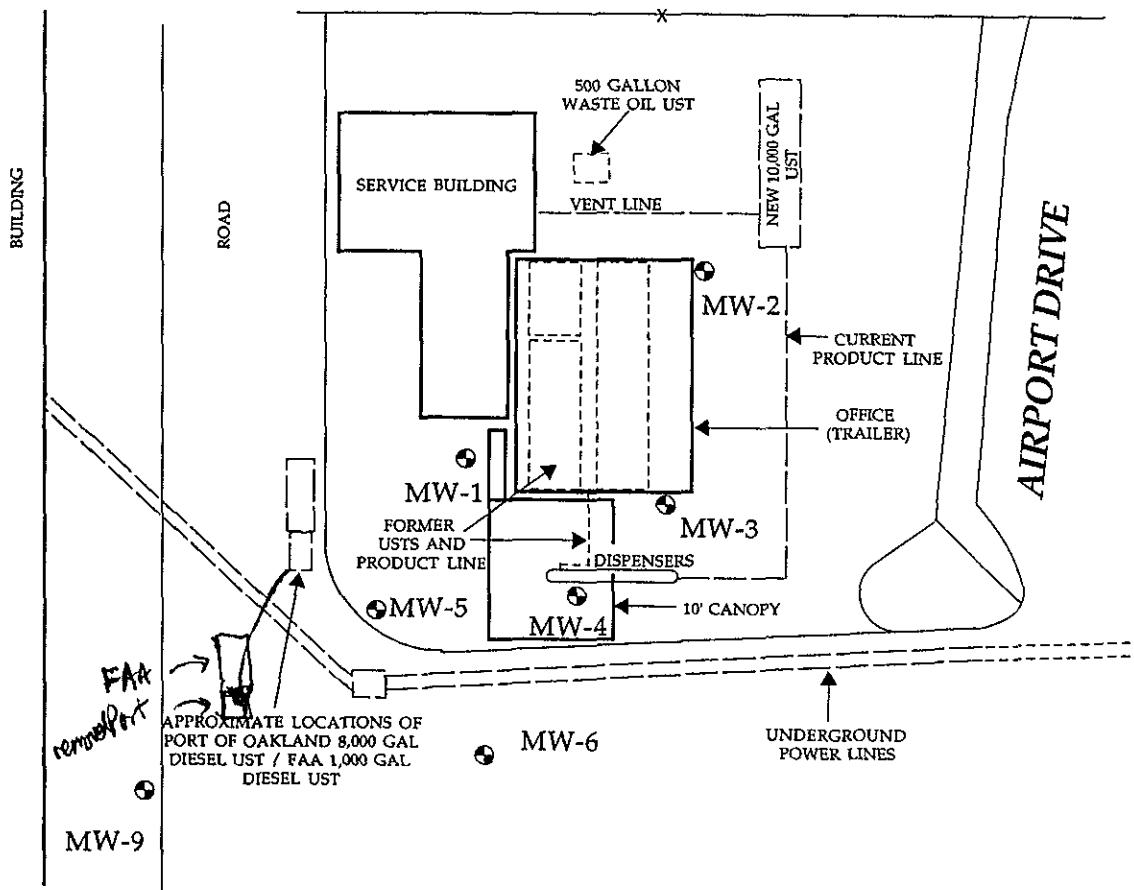 x
500 GALLON
WASTE OIL UST
BUILDING
ROAD
SERVICE BUILDING
VENT LINE
NEW 10,000 GAL
UST
MW-2
CURRENT
PRODUCT LINE
AIRPORT DRIVE
OFFICE
(TRAILER)
MW-1
MW-3
FORMER
USTS AND
PRODUCT LINE
DISPENSERS
MW-5
MW-4
10' CANOPY
FAA
Port
APPROXIMATE LOCATIONS OF
PORT OF OAKLAND 8,000 GAL
DIESEL UST / FAA 1,000 GAL
DIESEL UST
MW-6
UNDERGROUND
POWER LINES
MW-9